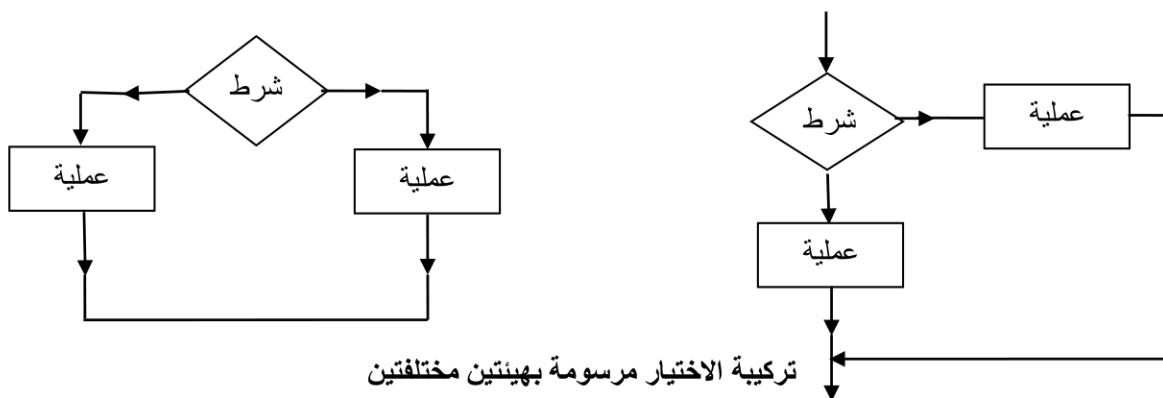 شرط
عملية
شرط
عملية
عملية
عملية
تركيبة الاختيار مرسومة بهيئتين مختلفتين